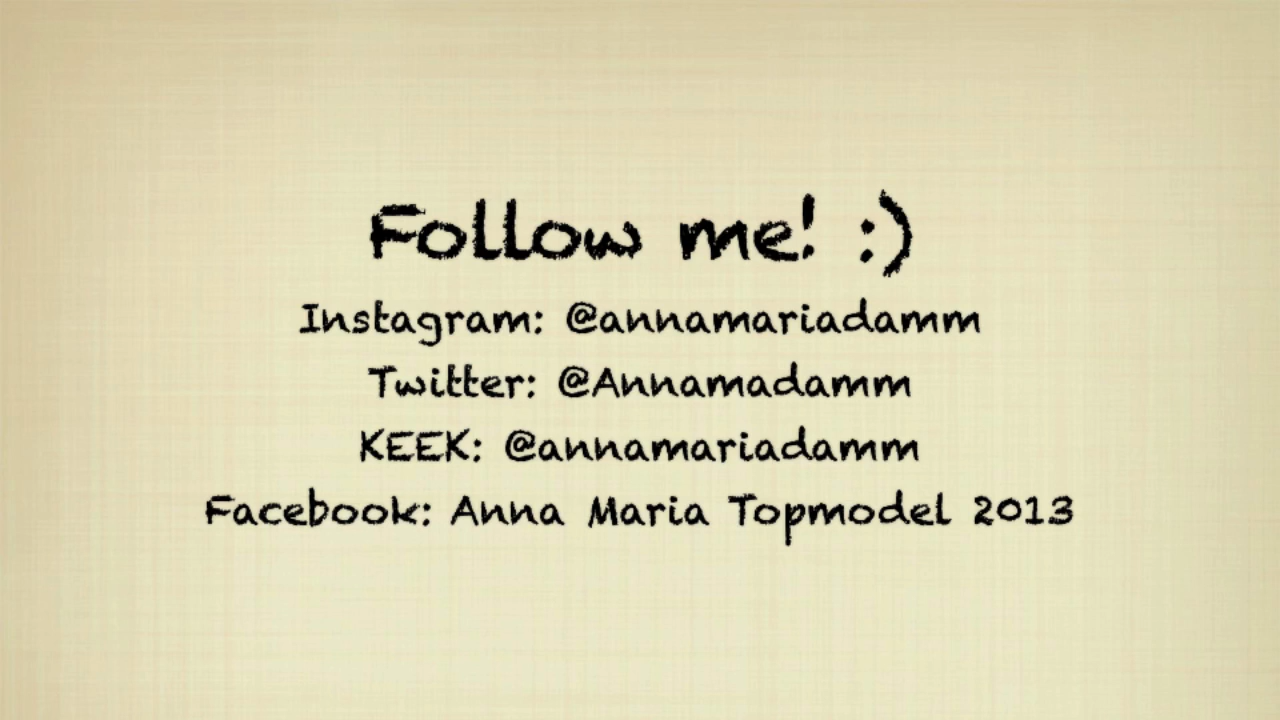 Follow me! :)
Instagram: @annamariadamm
Twitter: @Annamadamm
KEEK: @annamariadamm
Facebook: Anna Maria Topmodel 2013